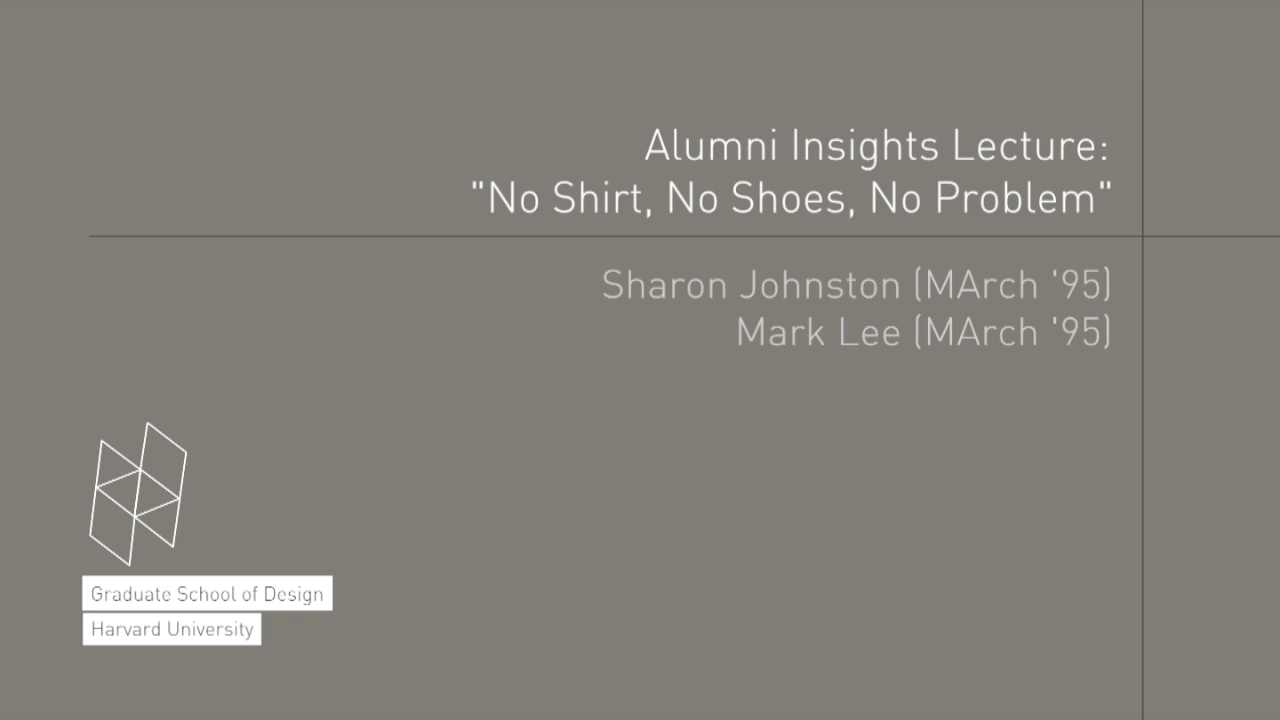 Alumni Insights Lecture:
"No Shirt, No Shoes, No Problem"
Sharon Johnston (MArch '95)
Mark Lee (MArch '95)
Graduate School of Design
Harvard University